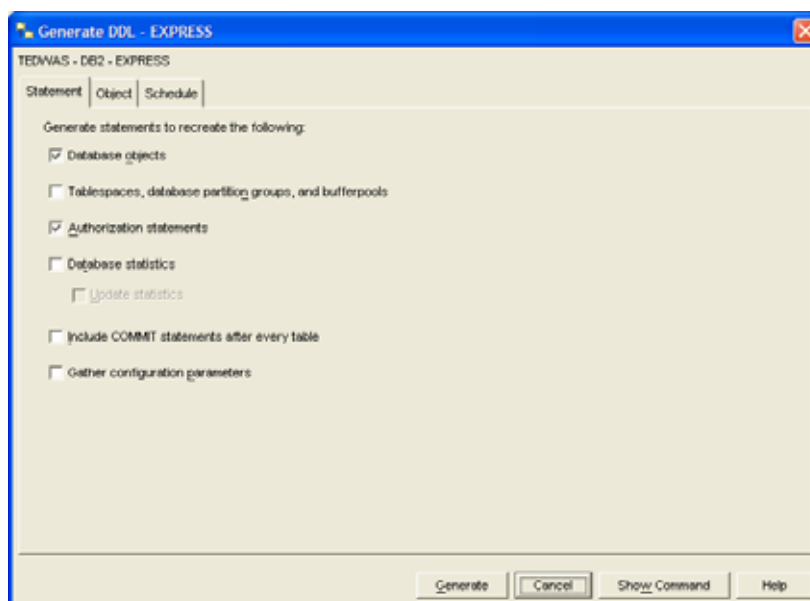 Generate DDL - EXPRESS
TEDWAS - DB2 - EXPRESS
Statement Object Schedule
Generate statements to recreate the following:
Database objects
Tablespaces, database partition groups, and bufferpools
Authorization statements
Database statistics
Update statistics
Include COMMIT statements after every table
Gather configuration parameters
Generate Cancel Show Command Help